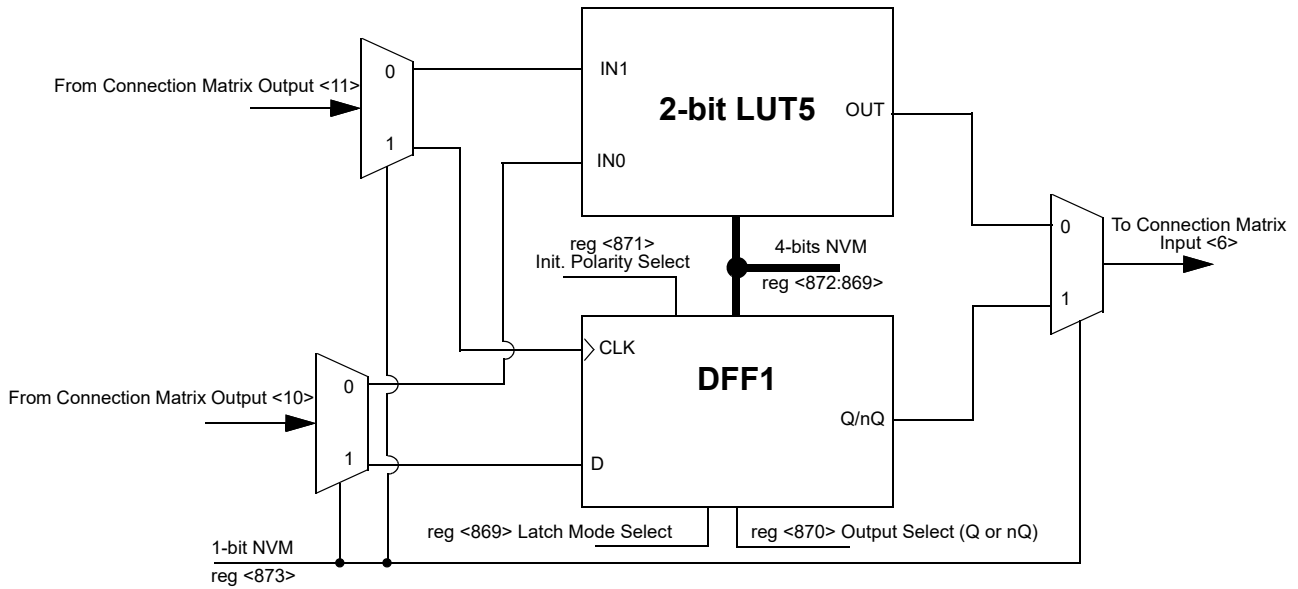 From Connection Matrix Output <11>
0
1
IN1
2-bit LUT5
OUT
IN0
0
1
To Connection Matrix
Input <6>
reg <871>
Init. Polarity Select
4-bits NVM
reg <872:869>
CLK
DFF1
From Connection Matrix Output <10>
0
1
Q/nQ
D
reg <869> Latch Mode Select
reg <870> Output Select (Q or nQ)
1-bit NVM
reg <873>